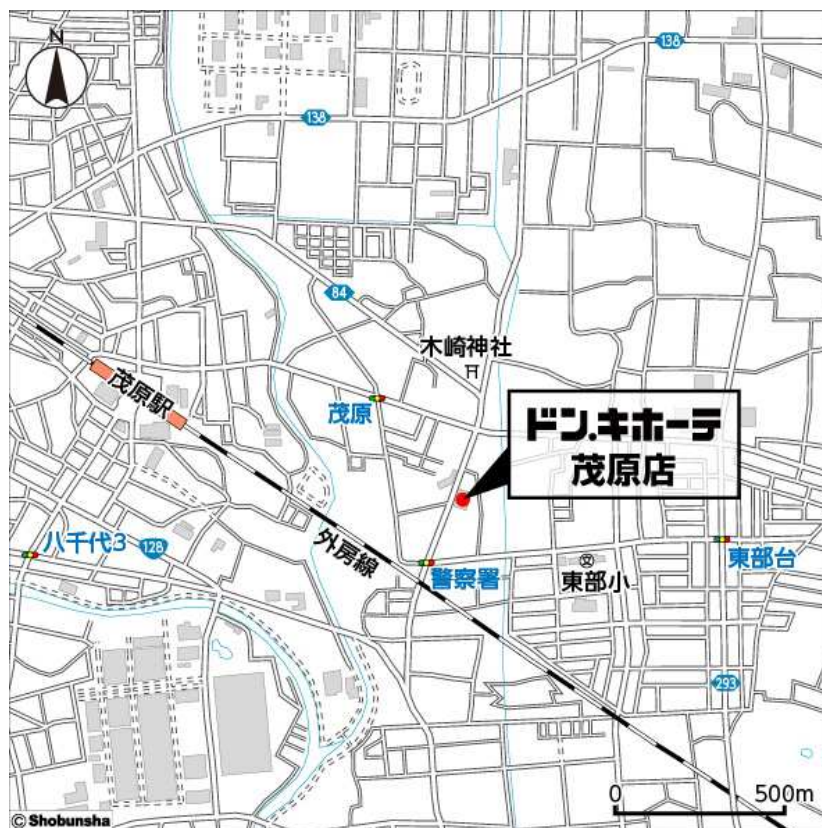 N
138
138
84
木崎神社
茂原駅
茂原
ドン.キホーテ
茂原店
八千代3
128
外房線
警察署
文
東部小
東部台
293
0
500m
© Shobunsha